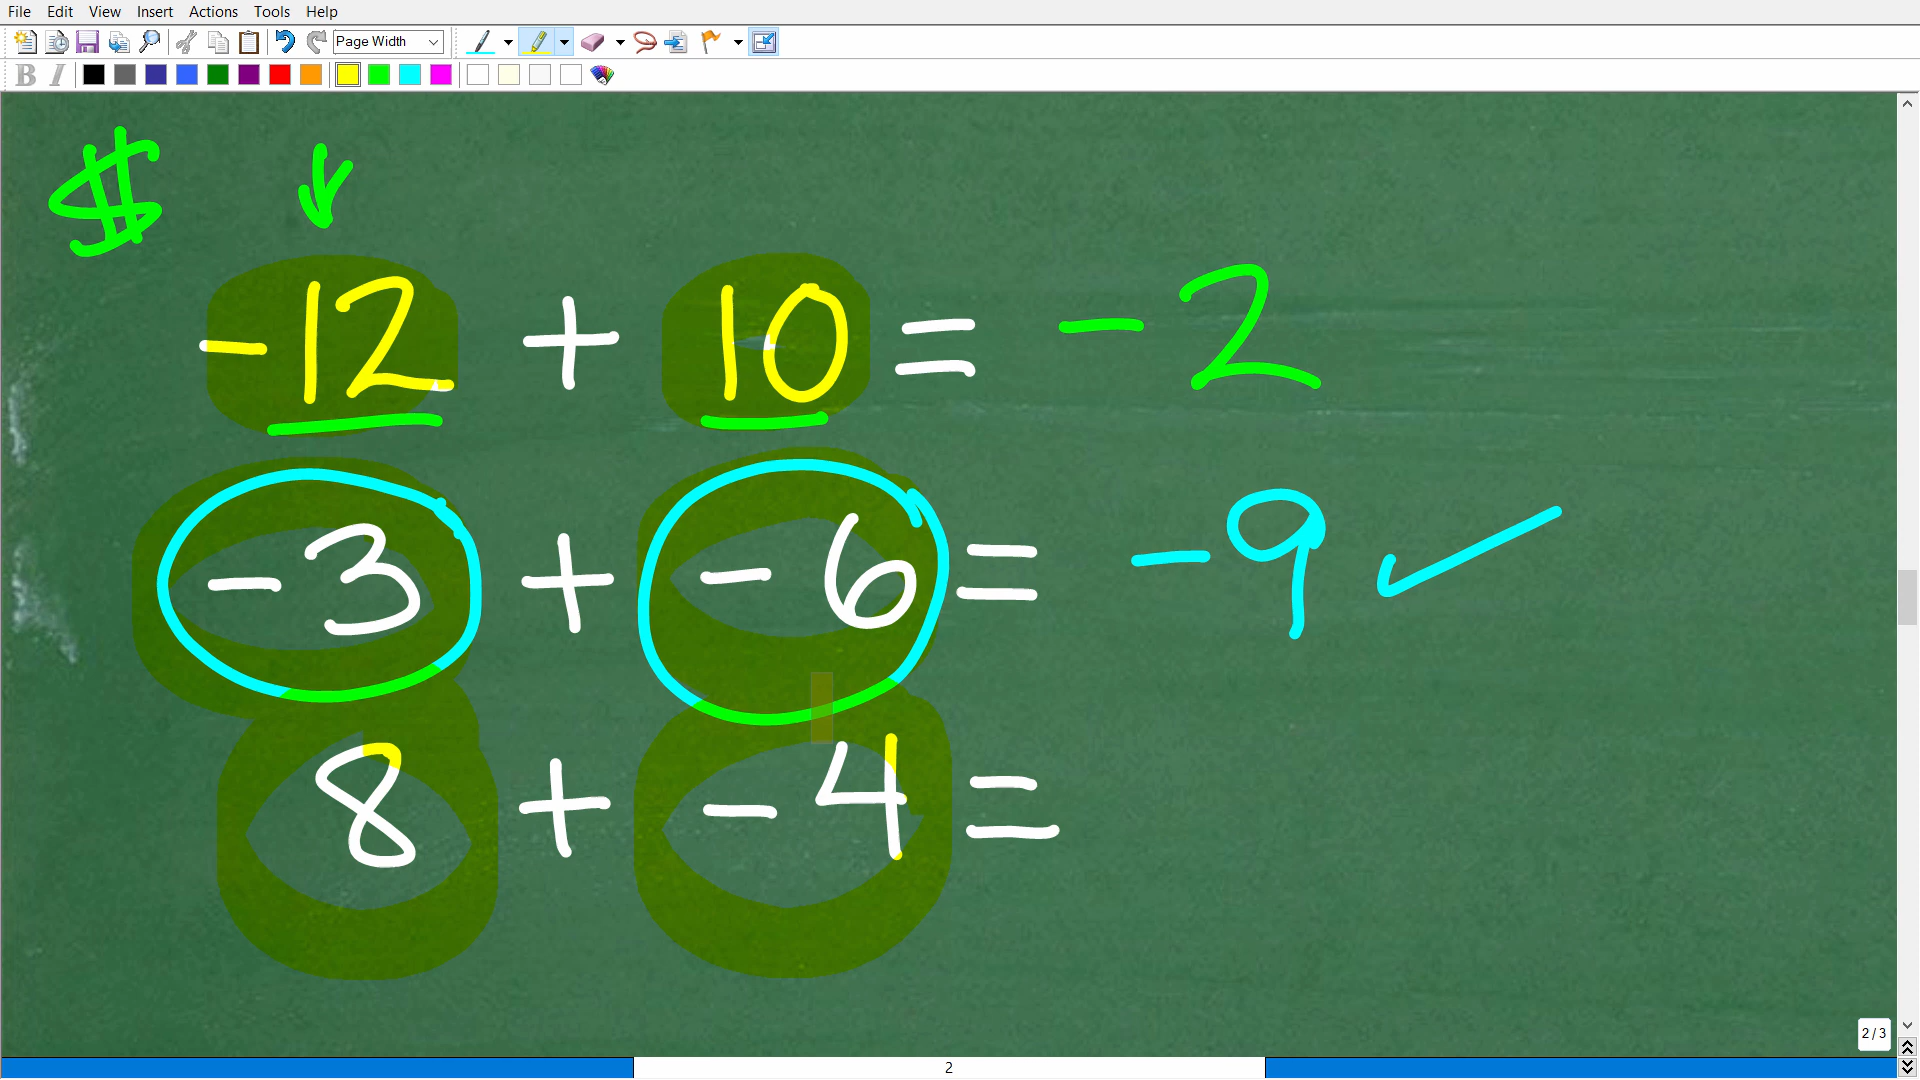 File Edit View Insert Actions Tools Help
Page Width
B I
$
-12 + 10 = -2
-3 + -6 = -9
8 + -4 =
2 / 3
2